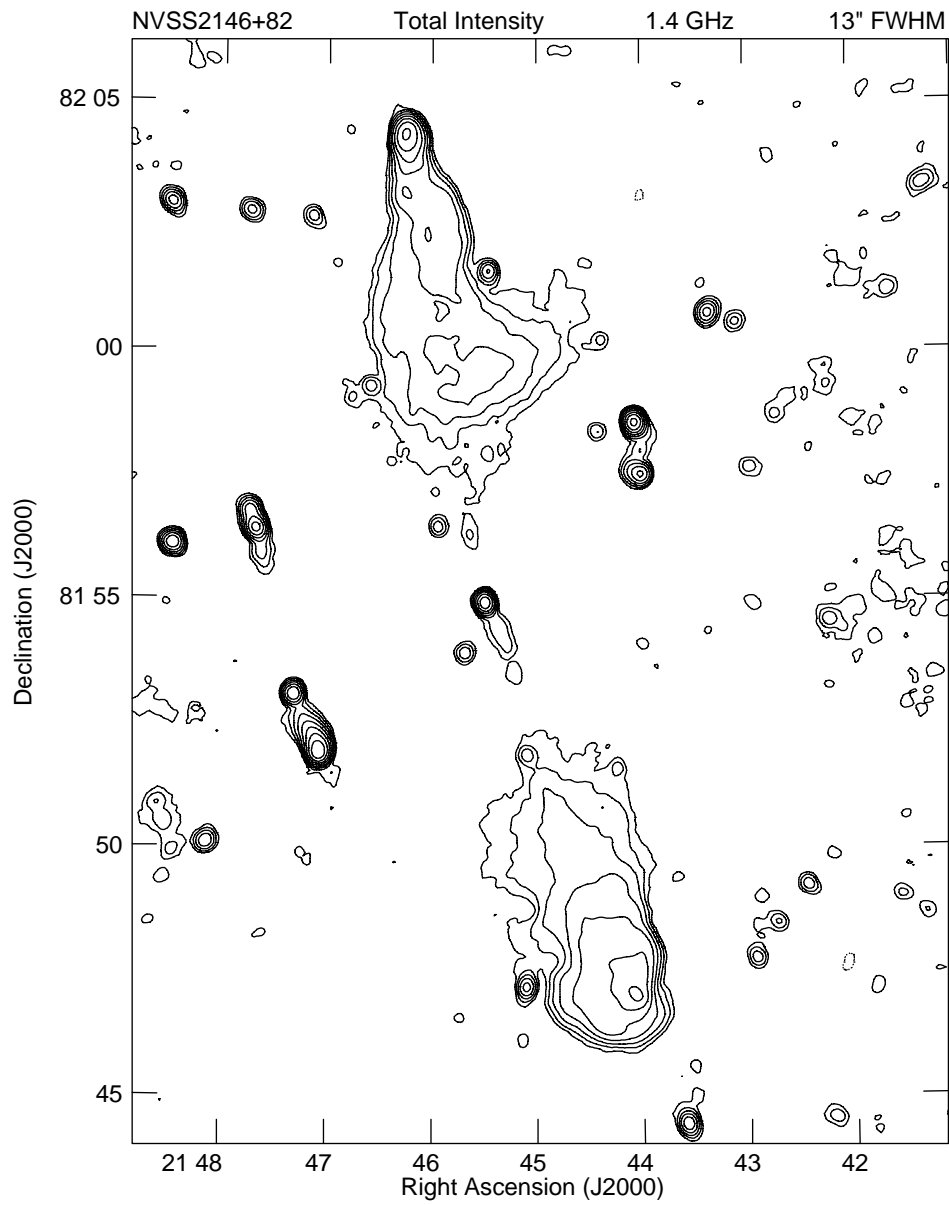 NVSS2146+82 Total Intensity 1.4 GHz 13" FWHM
82 05
00
81 55
50
45
Declination (J2000)
21 48 47 46 45 44 43 42
Right Ascension (J2000)